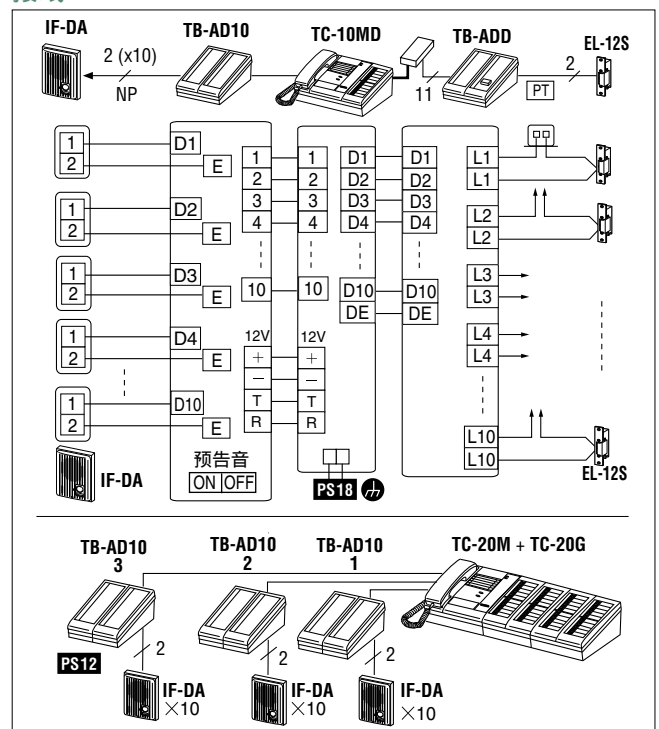 IF-DA TB-AD10 TC-10MD TB-ADD EL-12S
2 (x10) 2
NP 11 PT
1 D1 L1
2 E 1 1 D1 D1 L1
2 2 D2 D2
1 D2 3 3 D3 D3 L2
2 E 4 4 D4 D4 L2
1 D3 L3
2 E 10 10 D10 D10 L3
DE DE
1 D4 12V 12V L4
2 E + + L4
– –
1 D10 T T
2 E R R L10
预告音 L10
IF-DA ON OFF PS18 EL-12S
TB-AD10 TB-AD10 TB-AD10 TC-20M + TC-20G
3 2 1
PS12 2 2 2
IF-DA IF-DA IF-DA
×10 ×10 ×10